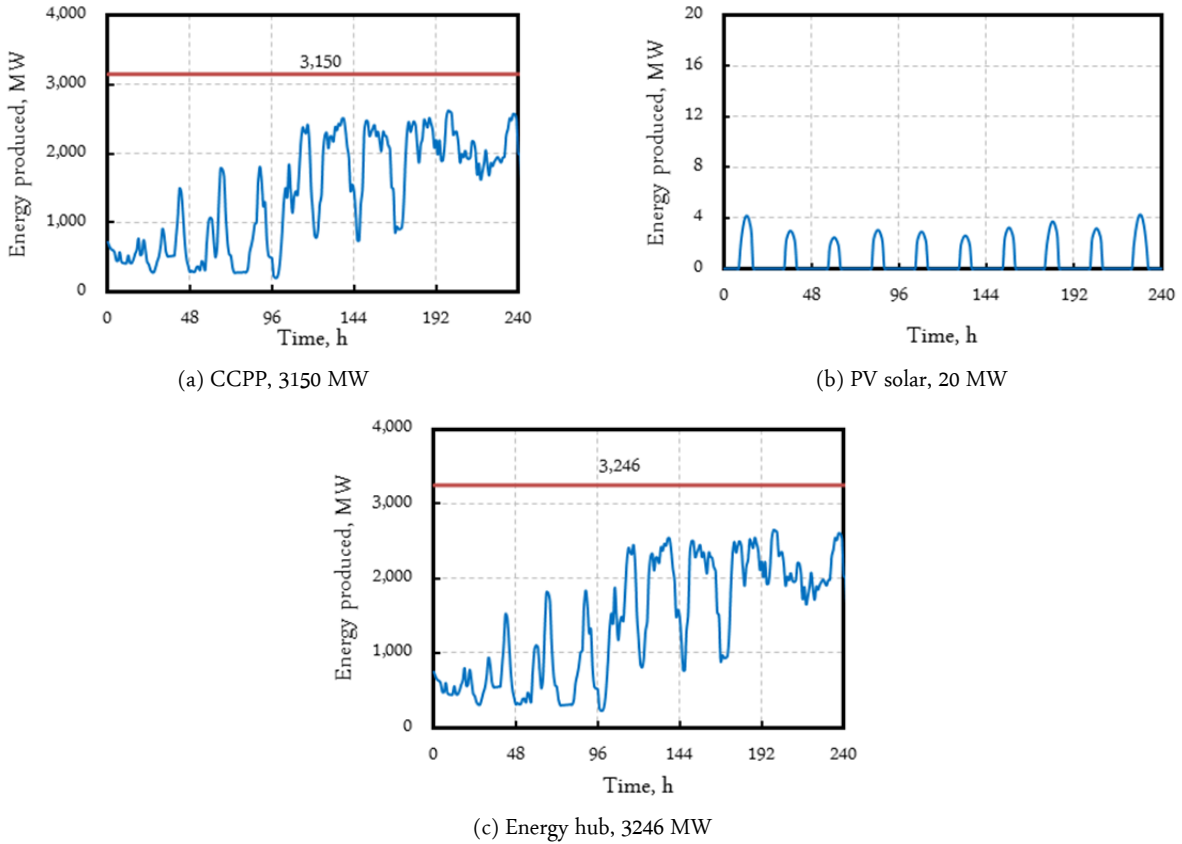 4,000
3,000
2,000
1,000
0
Energy produced, MW
3,150
0 48 96 144 192 240
Time, h
(a) CCPP, 3150 MW
20
16
12
8
4
0
Energy produced, MW
0 48 96 144 192 240
Time, h
(b) PV solar, 20 MW
4,000
3,000
2,000
1,000
0
Energy produced, MW
3,246
0 48 96 144 192 240
Time, h
(c) Energy hub, 3246 MW